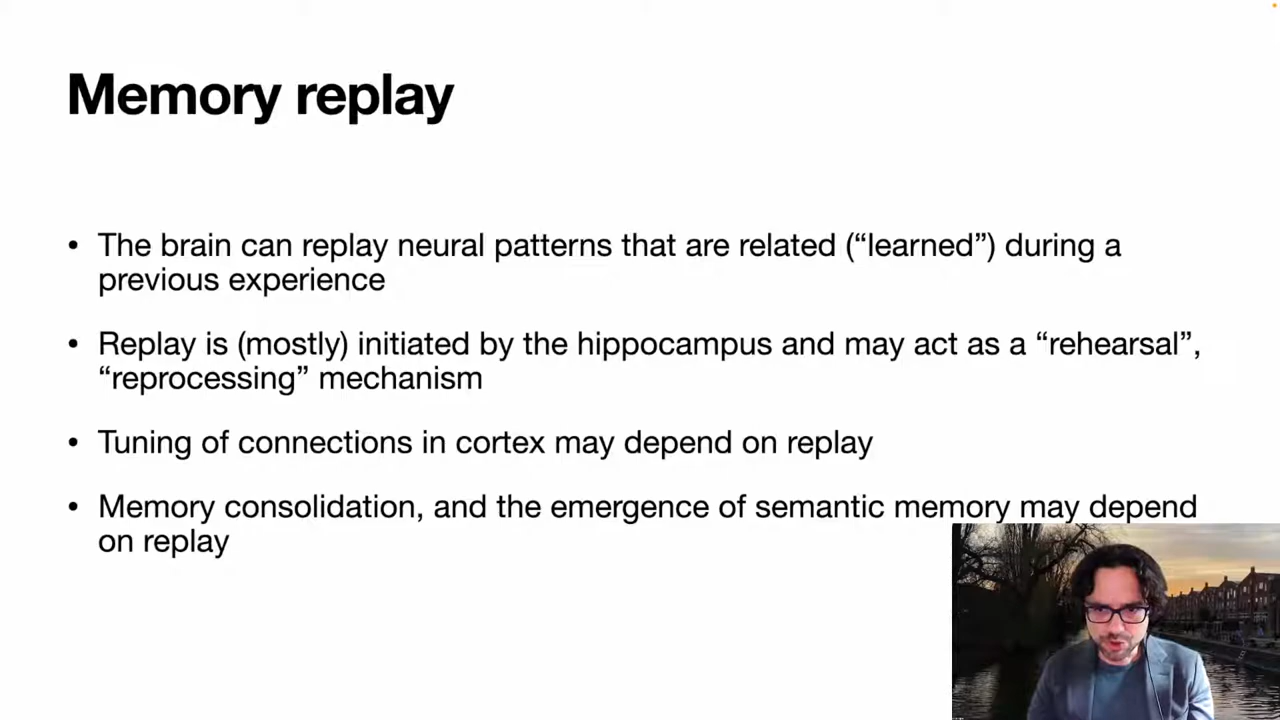 Memory replay
• The brain can replay neural patterns that are related (“learned”) during a
previous experience
• Replay is (mostly) initiated by the hippocampus and may act as a “rehearsal”,
“reprocessing” mechanism
• Tuning of connections in cortex may depend on replay
• Memory consolidation, and the emergence of semantic memory may depend
on replay